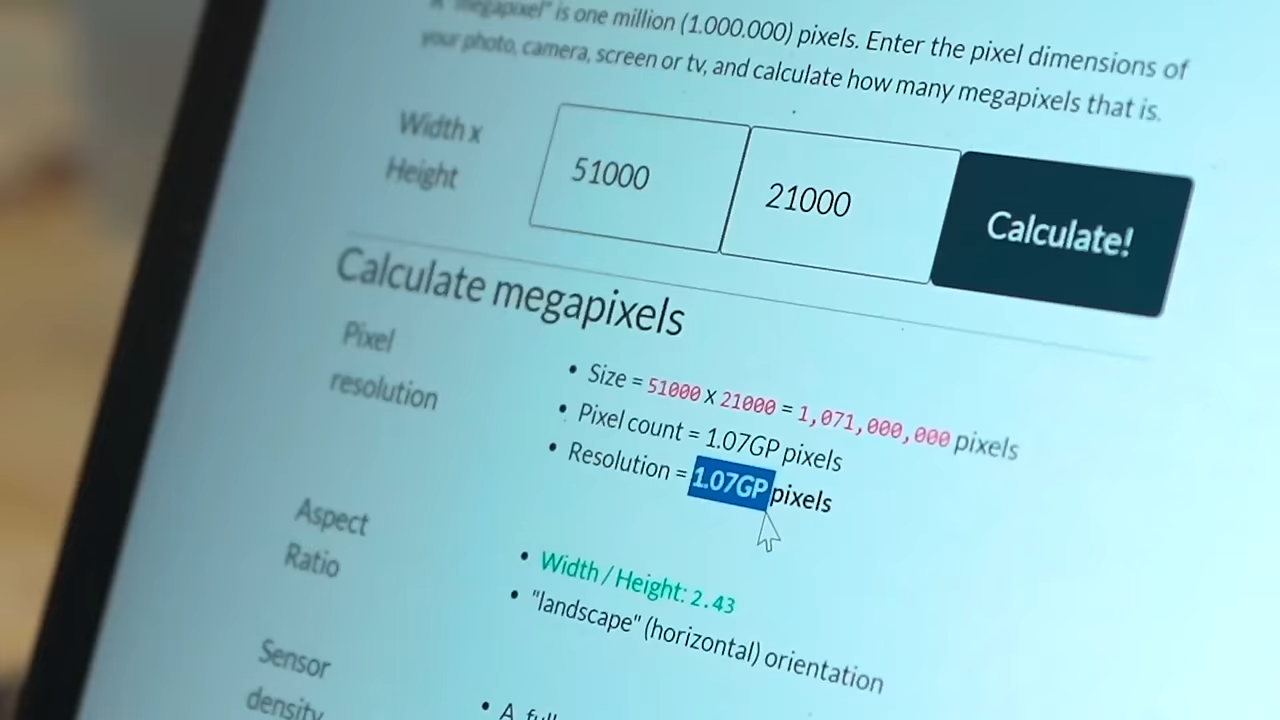 A "megapixel" is one million (1.000.000) pixels. Enter the pixel dimensions of
your photo, camera, screen or tv, and calculate how many megapixels that is.
Width x
Height
51000
21000
Calculate!
Calculate megapixels
Pixel
resolution
• Size = 51000 x 21000 = 1,071,000,000 pixels
• Pixel count = 1.07GP pixels
• Resolution = 1.07GP pixels
Aspect
Ratio
• Width / Height: 2.43
• "landscape" (horizontal) orientation
Sensor
density
• A